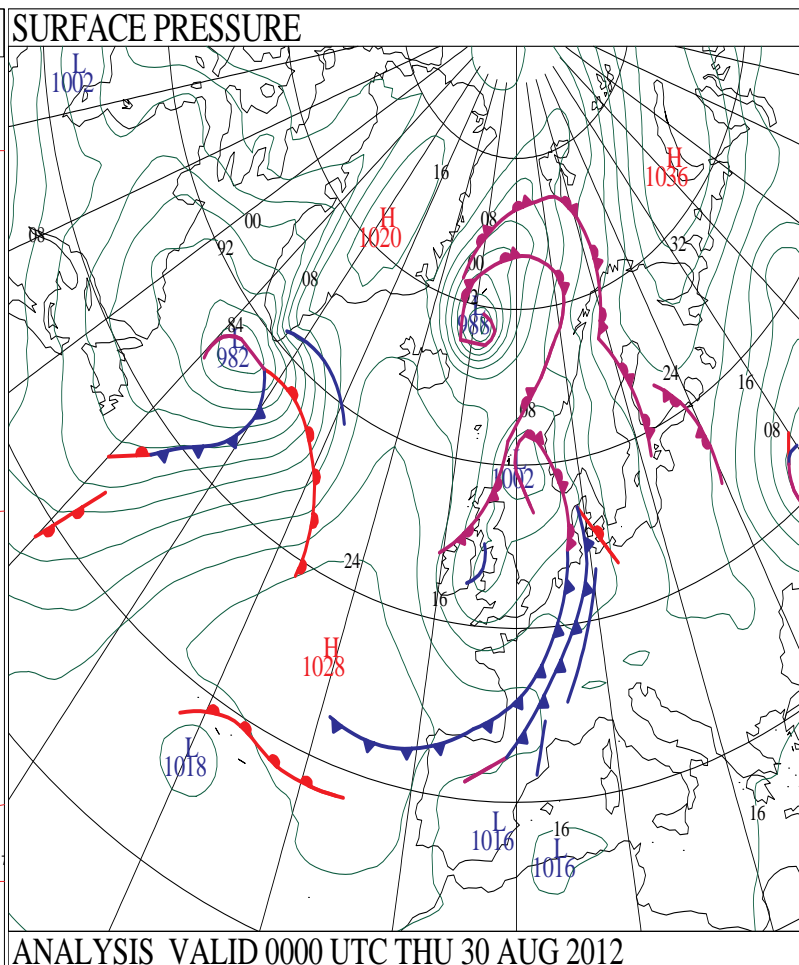 SURFACE PRESSURE
L
1002
H
1036
16
H
1020
08
00
08
92
32
00
08
84
L
982
L
988
24
16
08
08
1002
24
16
H
1028
L
1018
16
L
1016
16
L
1016
ANALYSIS VALID 0000 UTC THU 30 AUG 2012